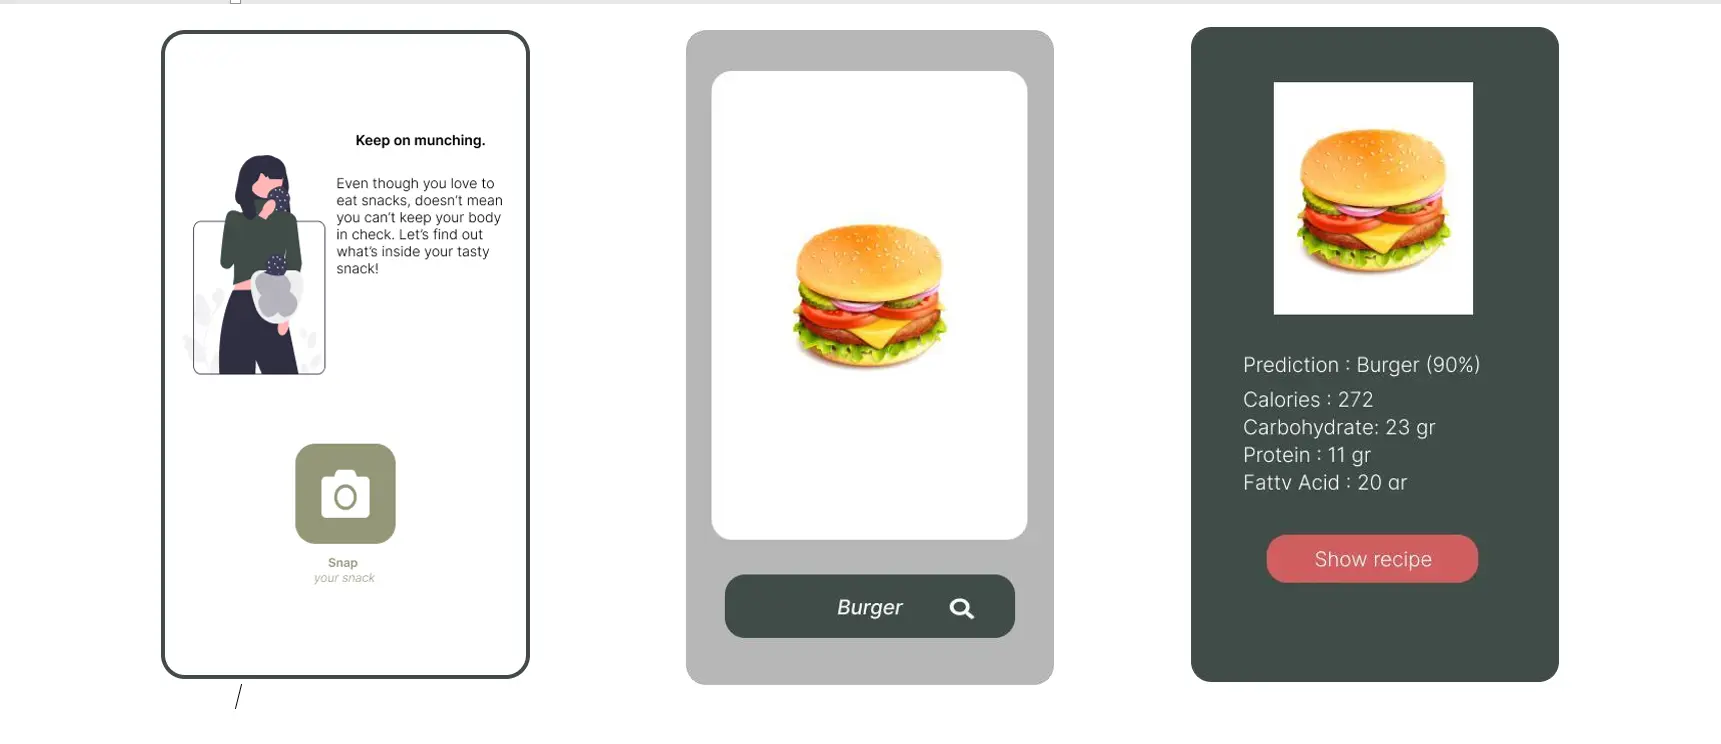 Keep on munching.
Even though you love to
eat snacks, doesn't mean
you can't keep your body
in check. Let's find out
what's inside your tasty
snack!
Snap
your snack
Burger
Prediction : Burger (90%)
Calories : 272
Carbohydrate: 23 gr
Protein : 11 gr
Fatty Acid : 20 gr
Show recipe